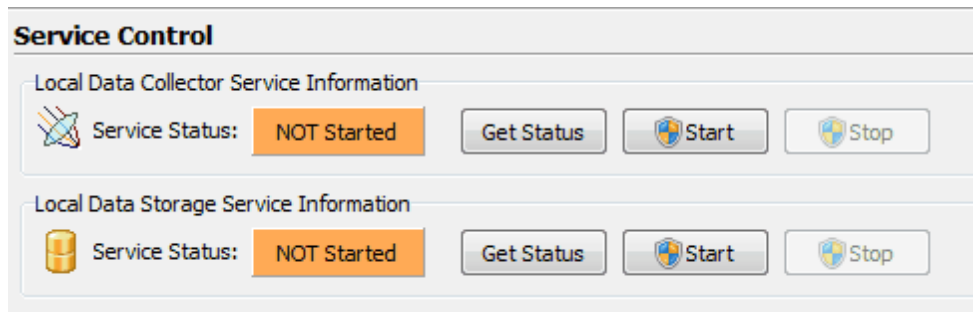 Service Control
Local Data Collector Service Information
Service Status: NOT Started Get Status Start Stop
Local Data Storage Service Information
Service Status: NOT Started Get Status Start Stop